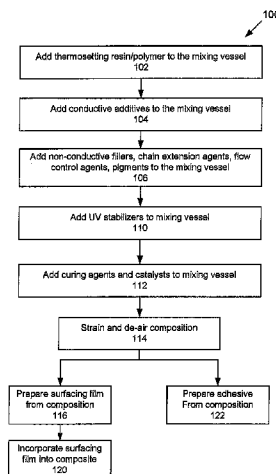 100
Add thermosetting resin/polymer to the mixing vessel
102
Add conductive additives to the mixing vessel
104
Add non-conductive fillers, chain extension agents, flow
control agents, pigments to the mixing vessel
106
Add UV stabilizers to mixing vessel
110
Add curing agents and catalysts to mixing vessel
112
Strain and de-air composition
114
Prepare surfacing film
from composition
116
Prepare adhesive
From composition
122
Incorporate surfacing
film into composite
120